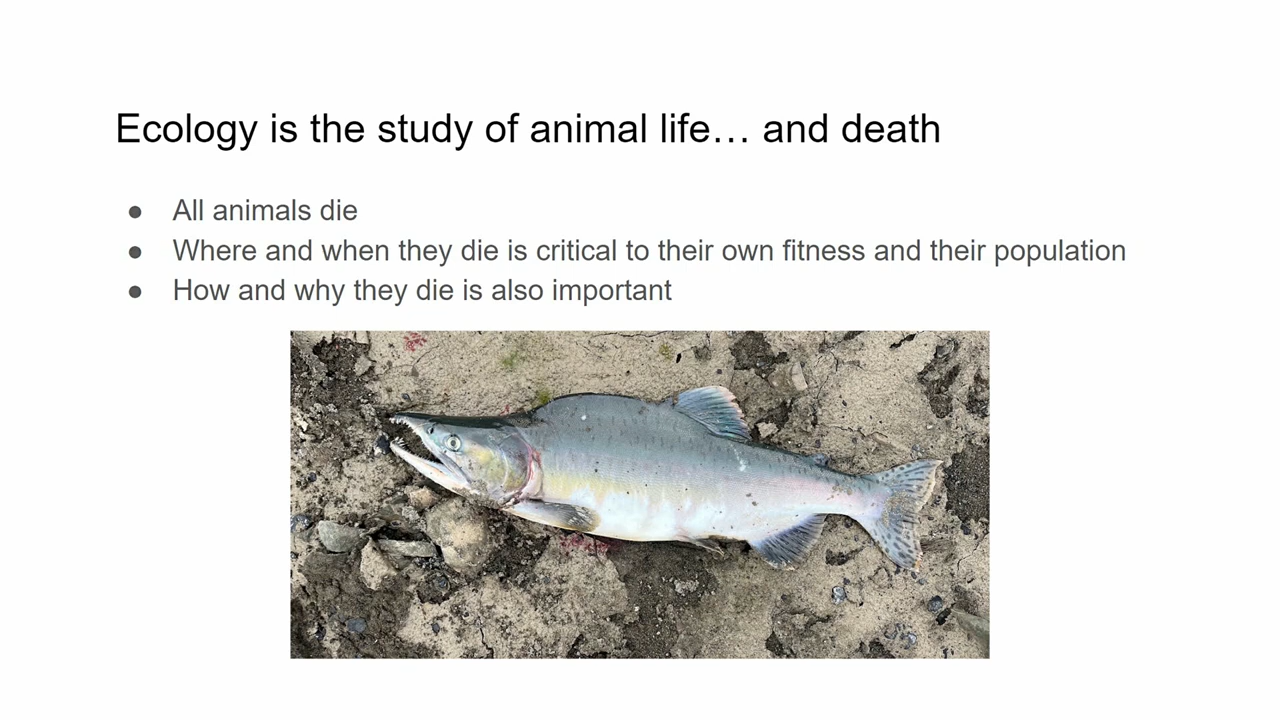 Ecology is the study of animal life… and death
● All animals die
● Where and when they die is critical to their own fitness and their population
● How and why they die is also important